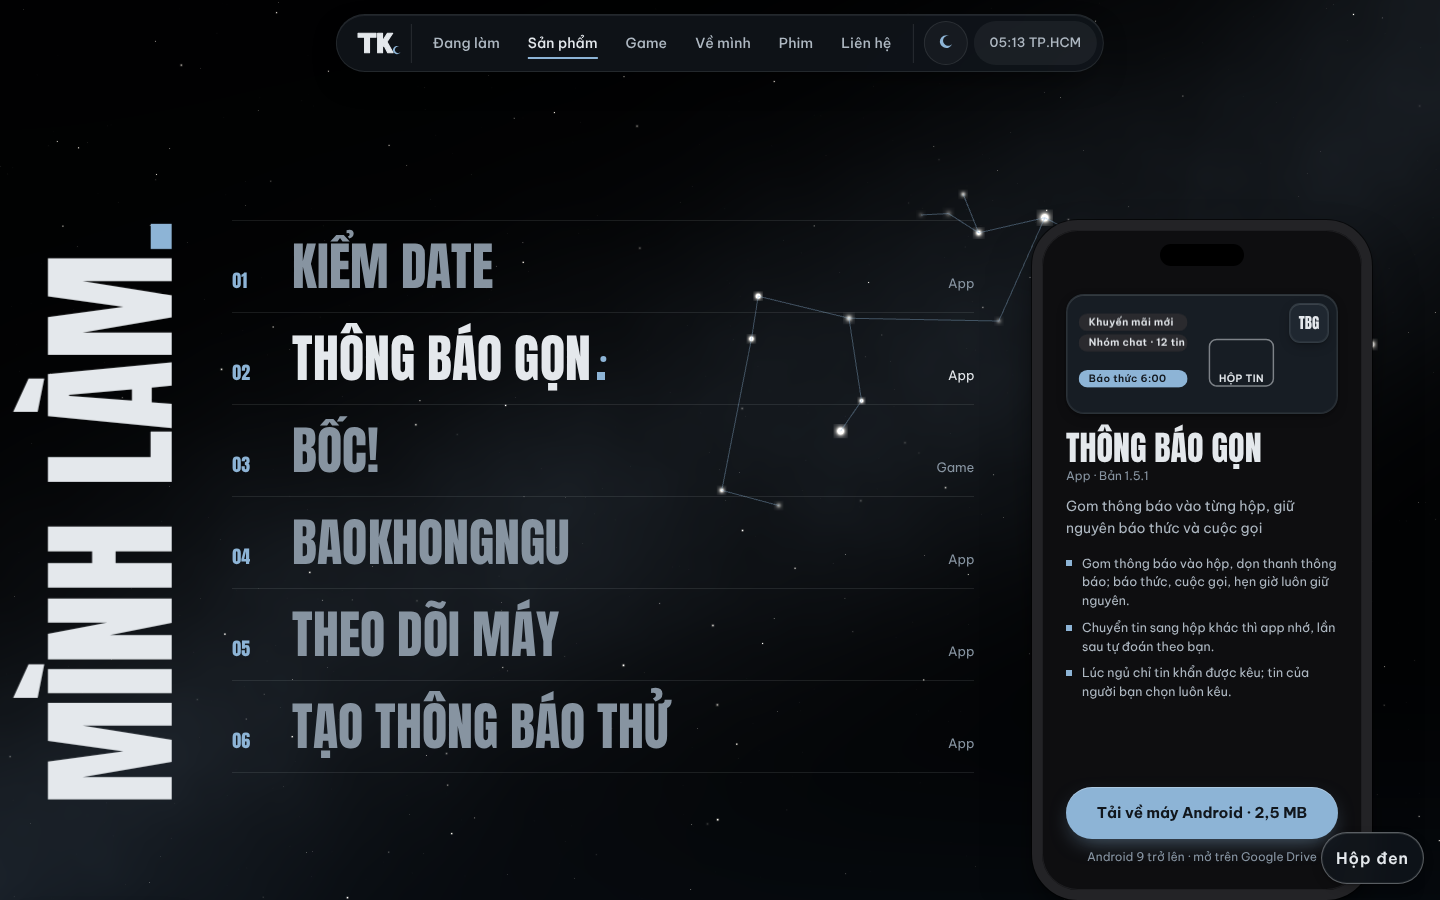 TK
Đang làm
Sản phẩm
Game
Về mình
Phim
Liên hệ
05:13 TP.HCM
MÌNH LÀM.
01
KIỂM DATE
App
02
THÔNG BÁO GỌN:
App
03
BỐC!
Game
04
BAOKHONGNGU
App
05
THEO DÕI MÁY
App
06
TẠO THÔNG BÁO THỬ
App
Khuyến mãi mới
Nhóm chat · 12 tin
Báo thức 6:00
HỘP TIN
TBG
THÔNG BÁO GỌN
App · Bản 1.5.1
Gom thông báo vào từng hộp, giữ
nguyên báo thức và cuộc gọi
Gom thông báo vào hộp, dọn thanh thông
báo; báo thức, cuộc gọi, hẹn giờ luôn giữ
nguyên.
Chuyển tin sang hộp khác thì app nhớ, lần
sau tự đoán theo bạn.
Lúc ngủ chỉ tin khẩn được kêu; tin của
người bạn chọn luôn kêu.
Tải về máy Android · 2,5 MB
Android 9 trở lên · mở trên Google Drive
Hộp đen